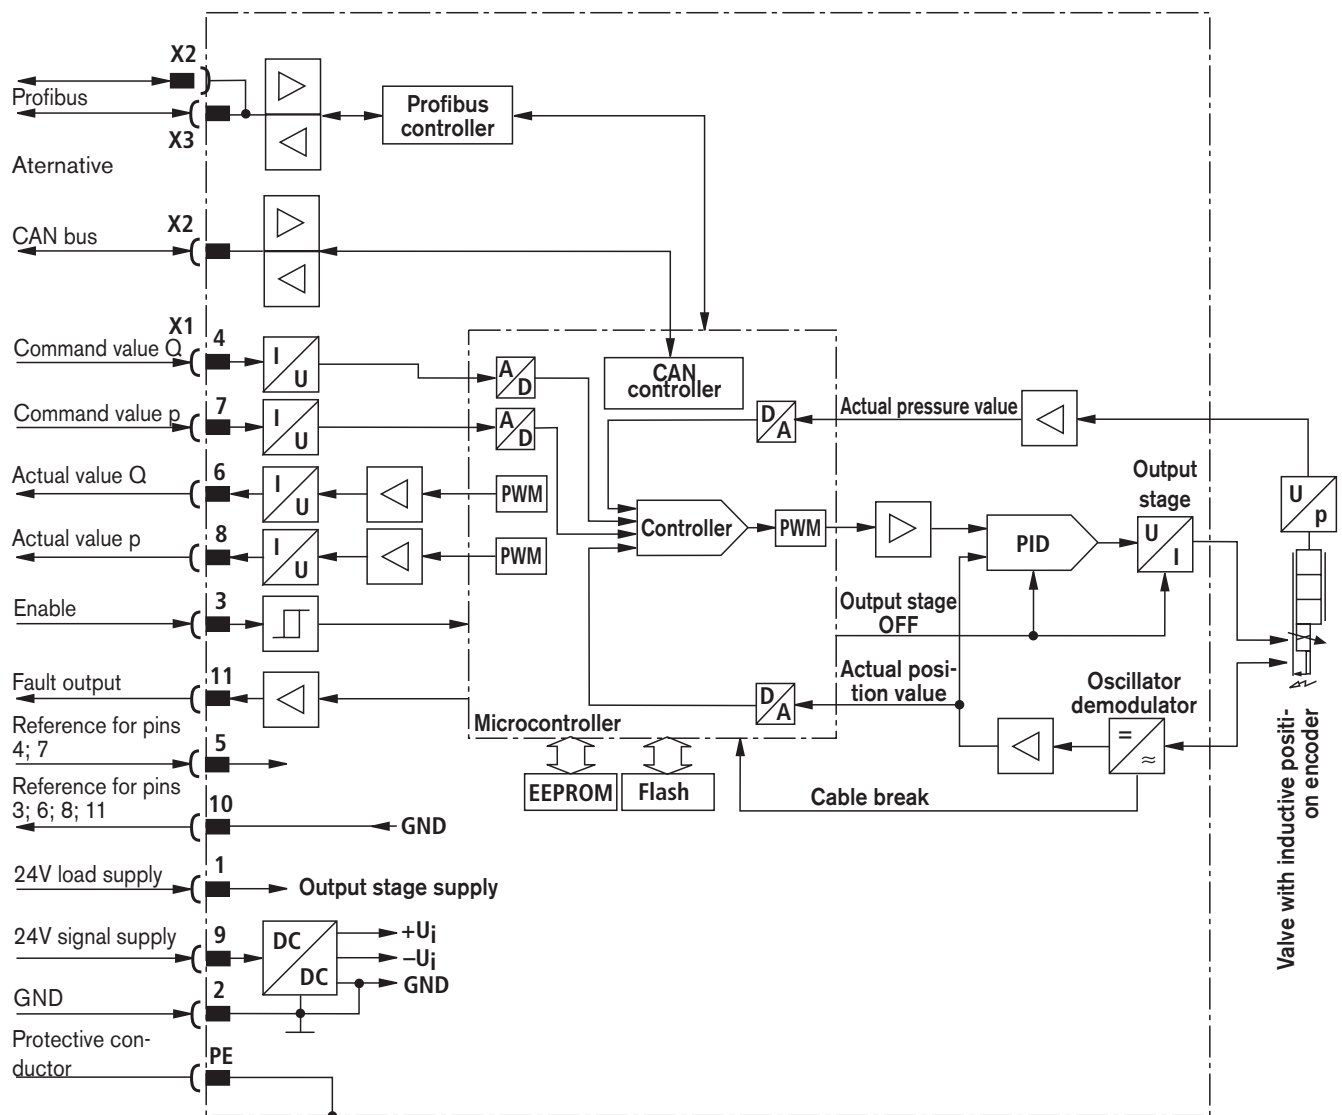 X2
Profibus
X3
Aternative
Profibus
controller
CAN bus
X2
X1
Command value Q
4
I
U
A
D
CAN
controller
Command value p
7
I
U
A
D
D
A
Actual pressure value
Actual value Q
6
I
U
PWM
Output
stage
U
p
Actual value p
8
I
U
PWM
Controller
PWM
PID
U
I
Enable
3
Output stage
OFF
Fault output
11
Actual posi-
tion value
D
A
Microcontroller
Oscillator
demodulator
=
≈
Reference for pins
4; 7
5
EEPROM
Flash
Cable break
Reference for pins
3; 6; 8; 11
10
GND
24V load supply
1
Output stage supply
24V signal supply
9
DC
DC
+Ui
–Ui
GND
GND
2
Protective con-
ductor
PE
Valve with inductive positi-
on encoder